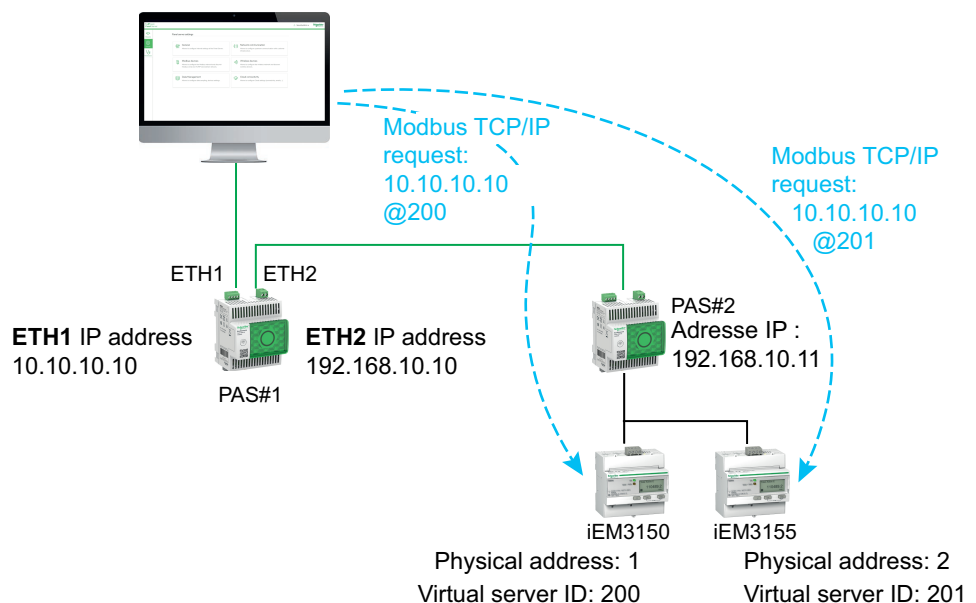 Modbus TCP/IP
request:
10.10.10.10
@200
Modbus TCP/IP
request:
10.10.10.10
@201
ETH1
ETH2
ETH1 IP address
10.10.10.10
ETH2 IP address
192.168.10.10
PAS#1
PAS#2
Adresse IP :
192.168.10.11
iEM3150
iEM3155
Physical address: 1
Virtual server ID: 200
Physical address: 2
Virtual server ID: 201